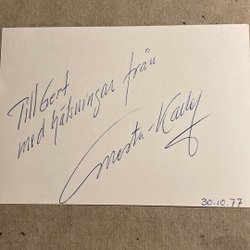 Till Gert
med hälsningar från
30.10.77